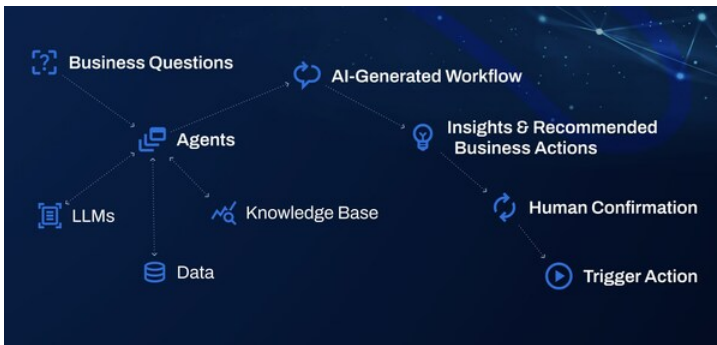 Business Questions
AI-Generated Workflow
Agents
Insights & Recommended
Business Actions
LLMs
Knowledge Base
Human Confirmation
Data
Trigger Action